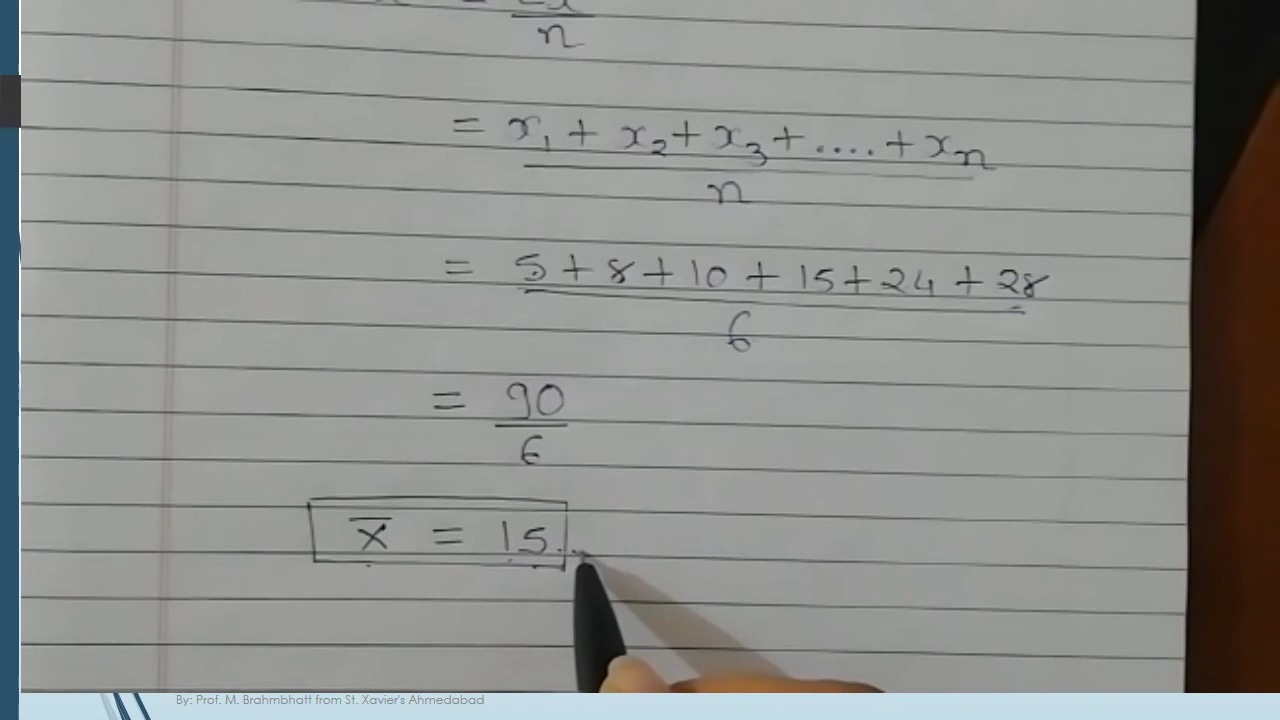 n
= x₁ + x₂ + x₃ + .... + xₙ
n
= 5 + 8 + 10 + 15 + 24 + 28
6
= 90
6
x̅ = 15.
By: Prof. M. Brahmbhatt from St. Xavier's Ahmedabad